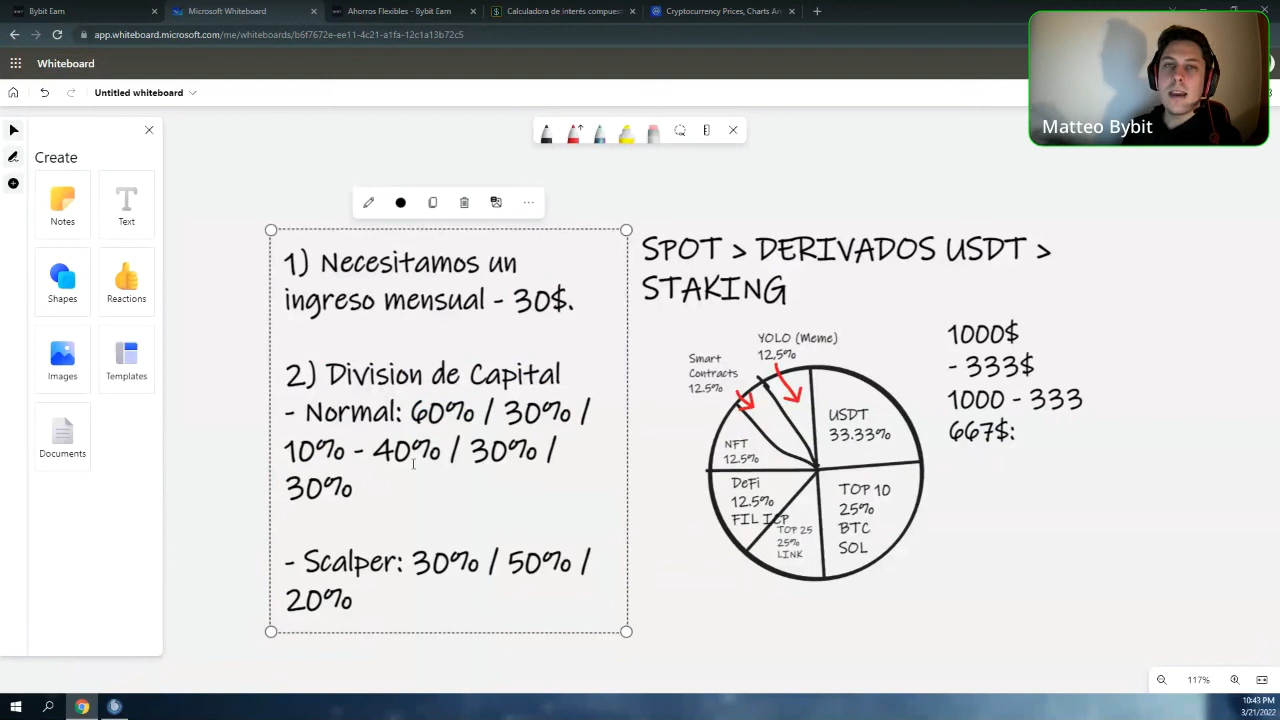 Bybit Earn
Microsoft Whiteboard
Ahorros Flexibles - Bybit Earn
Calculadora de interés compues
Cryptocurrency Prices, Charts An
app.whiteboard.microsoft.com/me/whiteboards/b6f7672e-ee11-4c21-a1fa-12c1a13b72c5
Whiteboard
Untitled whiteboard
Matteo Bybit
Create
Notes
Text
Shapes
Reactions
Images
Templates
Documents
1) Necesitamos un
ingreso mensual - 30$.
2) Division de Capital
- Normal: 60% / 30% /
10% - 40% / 30% /
30%
- Scalper: 30% / 50% /
20%
SPOT > DERIVADOS USDT >
STAKING
YOLO (Meme)
12,5%
Smart
Contracts
12.5%
USDT
33.33%
NFT
12.5%
DeFi
12.5%
FIL ICP
TOP 25
25%
LINK
TOP 10
25%
BTC
SOL
1000$
- 333$
1000 - 333
667$:
117%
10:43 PM
3/21/2022